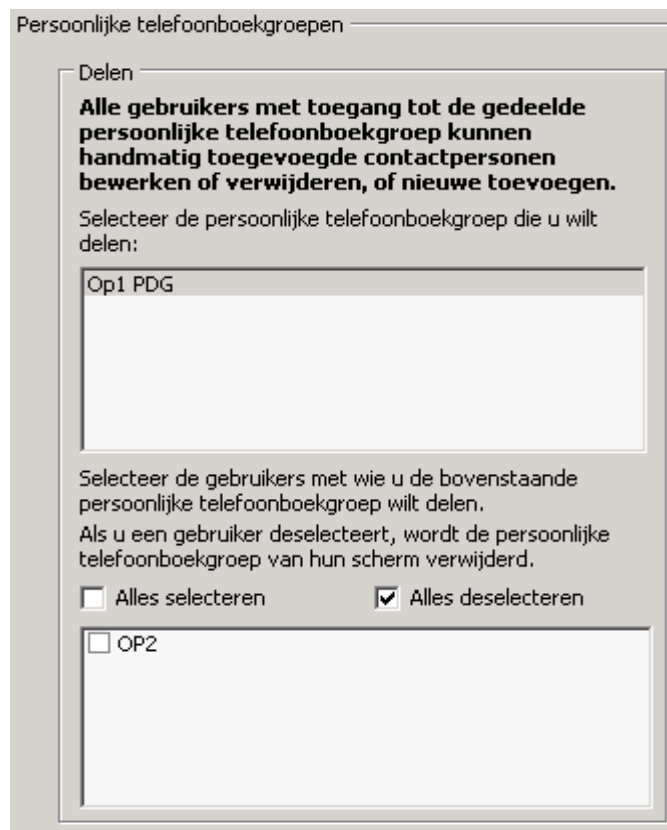 Persoonlijke telefoonboekgroepen
Delen
Alle gebruikers met toegang tot de gedeelde
persoonlijke telefoonboekgroep kunnen
handmatig toegevoegde contactpersonen
bewerken of verwijderen, of nieuwe toevoegen.
Selecteer de persoonlijke telefoonboekgroep die u wilt
delen:
Op1 PDG
Selecteer de gebruikers met wie u de bovenstaande
persoonlijke telefoonboekgroep wilt delen.
Als u een gebruiker deselecteert, wordt de persoonlijke
telefoonboekgroep van hun scherm verwijderd.
Alles selecteren Alles deselecteren
OP2